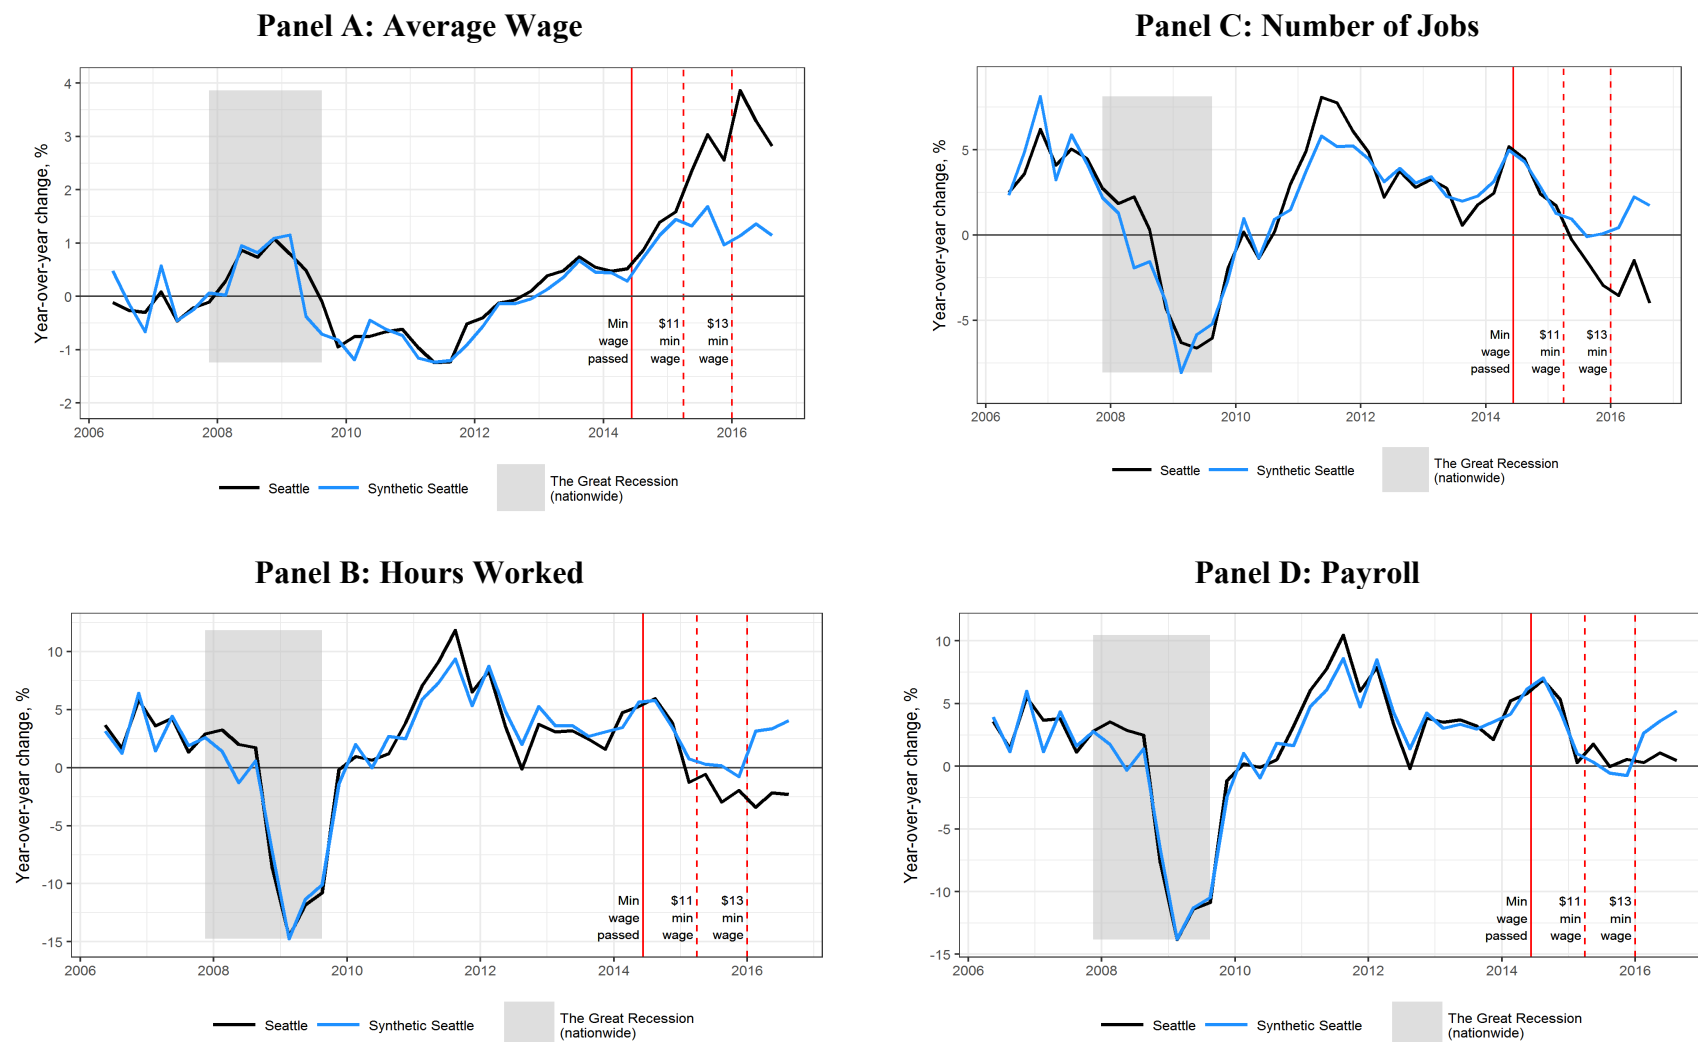 Panel A: Average Wage
Year-over-year change, %
4
3
2
1
0
-1
-2
Min
wage
passed
$11
min
wage
$13
min
wage
2006
2008
2010
2012
2014
2016
Seattle
Synthetic Seattle
The Great Recession
(nationwide)
Panel C: Number of Jobs
Year-over-year change, %
5
0
-5
Min
wage
passed
$11
min
wage
$13
min
wage
2006
2008
2010
2012
2014
2016
Seattle
Synthetic Seattle
The Great Recession
(nationwide)
Panel B: Hours Worked
Year-over-year change, %
10
5
0
-5
-10
-15
Min
wage
passed
$11
min
wage
$13
min
wage
2006
2008
2010
2012
2014
2016
Seattle
Synthetic Seattle
The Great Recession
(nationwide)
Panel D: Payroll
Year-over-year change, %
10
5
0
-5
-10
-15
Min
wage
passed
$11
min
wage
$13
min
wage
2006
2008
2010
2012
2014
2016
Seattle
Synthetic Seattle
The Great Recession
(nationwide)